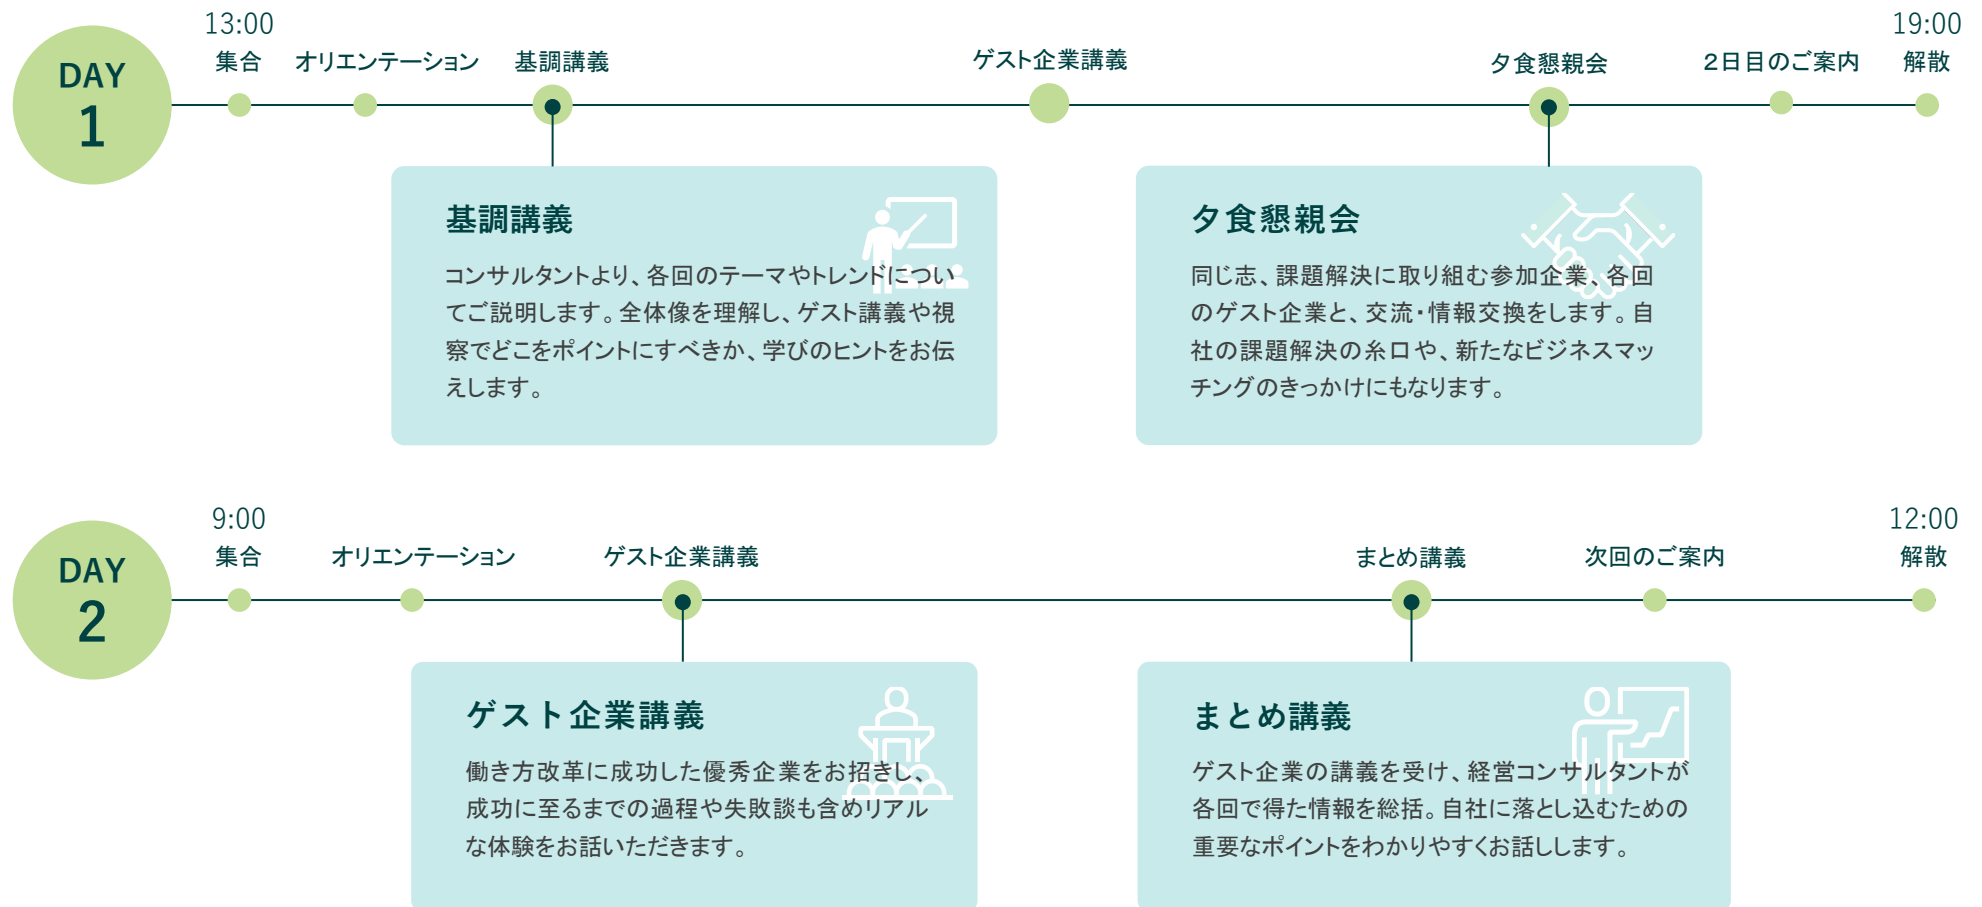 DAY
1
13:00
集合
オリエンテーション
基調講義
ゲスト企業講義
夕食懇親会
2日目のご案内
19:00
解散
基調講義
コンサルタントより、各回のテーマやトレンドについ
てご説明します。全体像を理解し、ゲスト講義や視
察でどこをポイントにすべきか、学びのヒントをお伝
えします。
夕食懇親会
同じ志、課題解決に取り組む参加企業、各回
のゲスト企業と、交流・情報交換をします。自
社の課題解決の糸口や、新たなビジネスマッ
チングのきっかけにもなります。
DAY
2
9:00
集合
オリエンテーション
ゲスト企業講義
まとめ講義
次回のご案内
12:00
解散
ゲスト企業講義
働き方改革に成功した優秀企業をお招きし、
成功に至るまでの過程や失敗談も含めリアル
な体験をお話いただきます。
まとめ講義
ゲスト企業の講義を受け、経営コンサルタントが
各回で得た情報を総括。自社に落とし込むための
重要なポイントをわかりやすくお話しします。